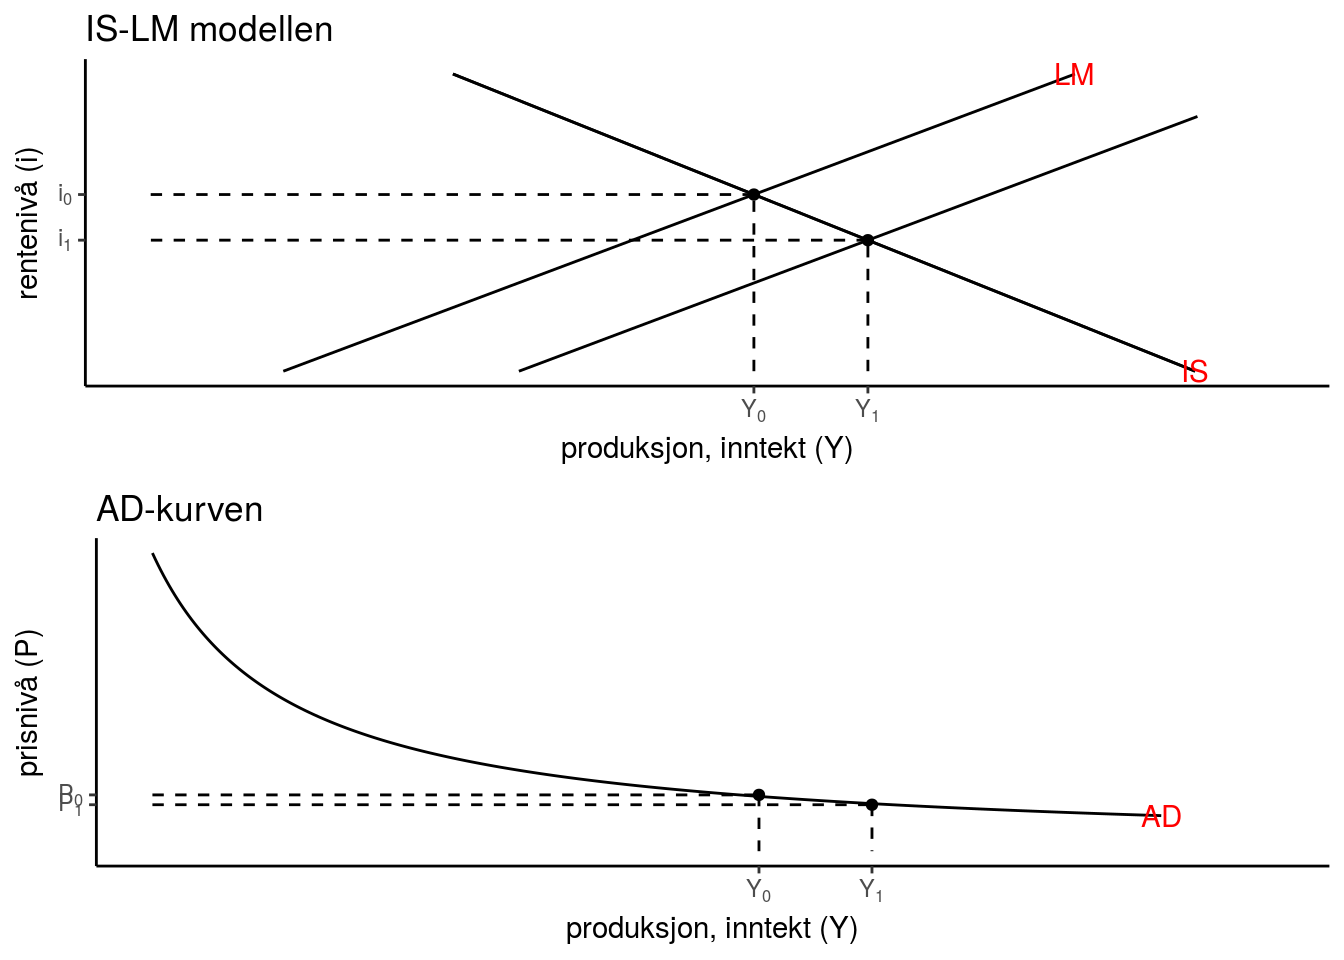 IS-LM modellen
LM
rentenivå (i)
i₀
i₁
IS
Y₀ Y₁
produksjon, inntekt (Y)
AD-kurven
prisnivå (P)
P₀
P₁
AD
Y₀ Y₁
produksjon, inntekt (Y)